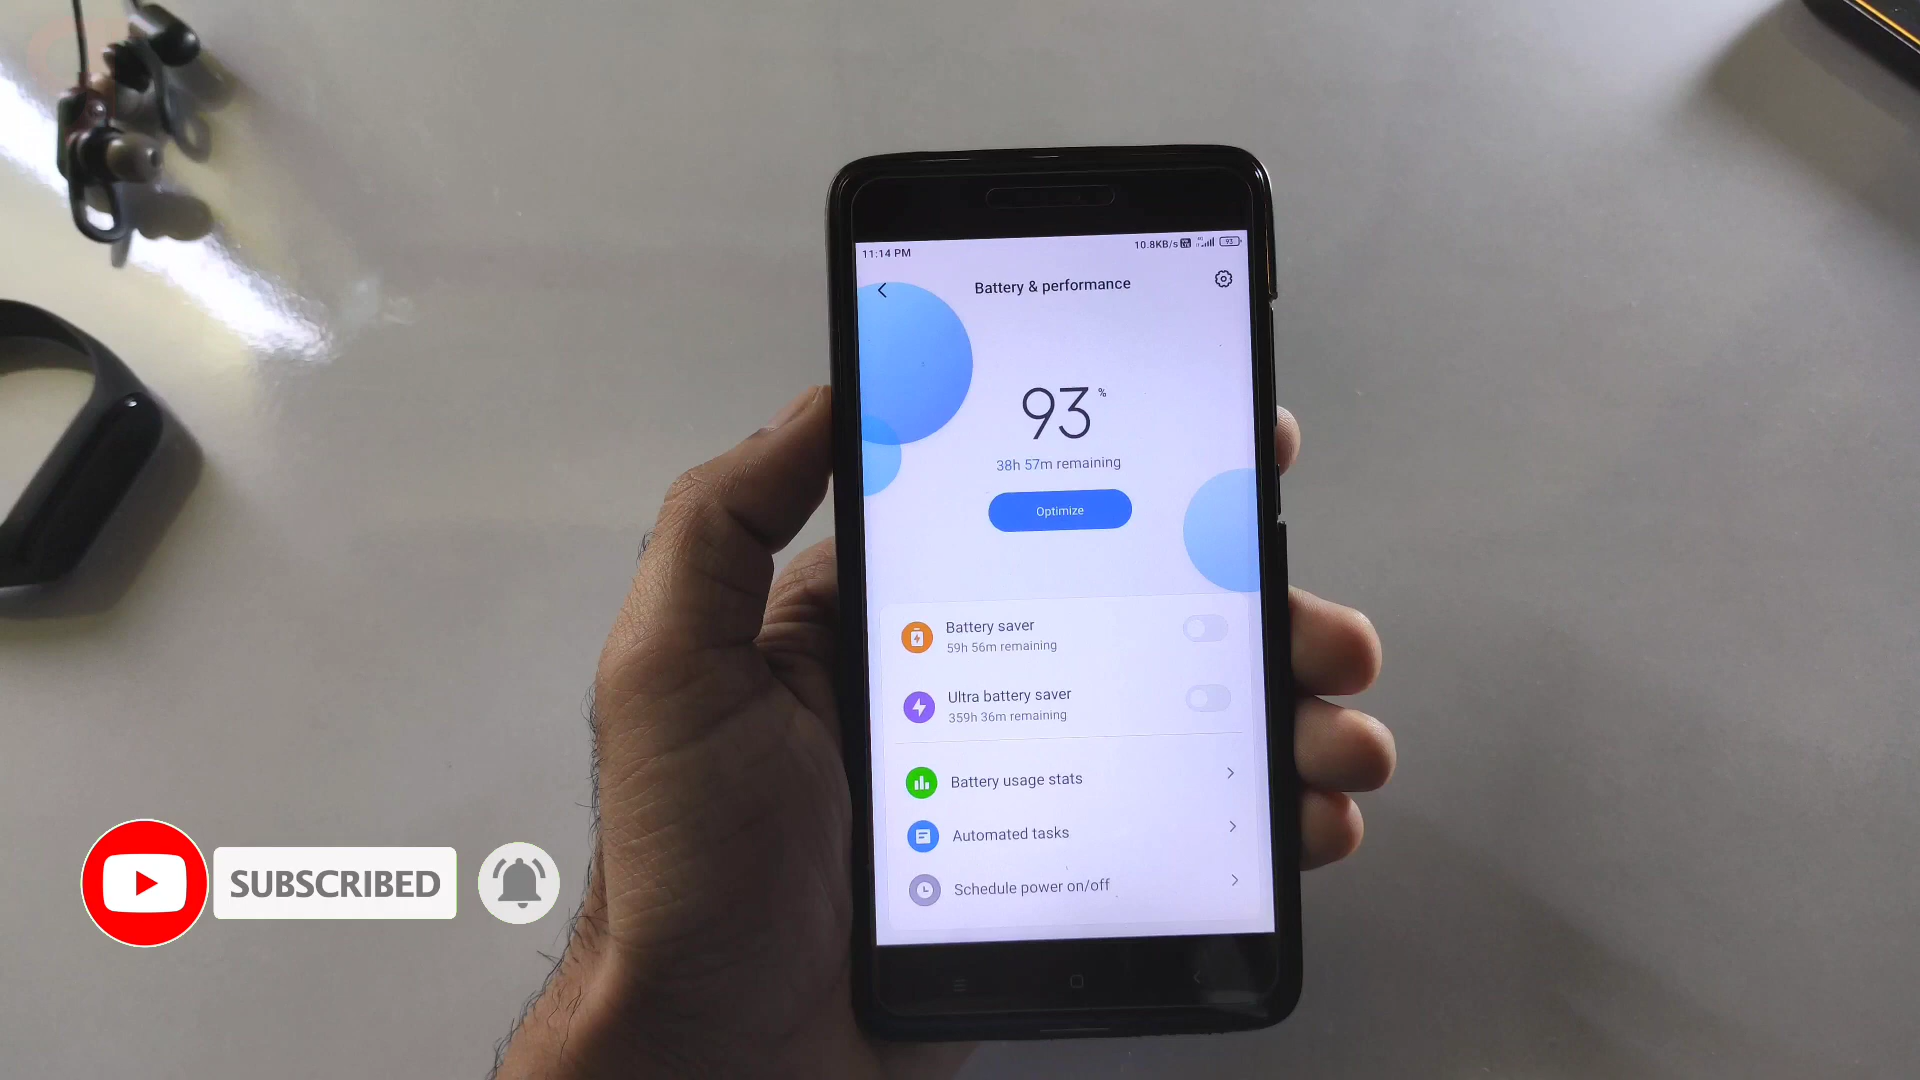 11:14 PM
10.8KB/s
93
Battery & performance
93%
38h 57m remaining
Optimize
Battery saver
59h 56m remaining
Ultra battery saver
359h 36m remaining
Battery usage stats
Automated tasks
Schedule power on/off
SUBSCRIBED